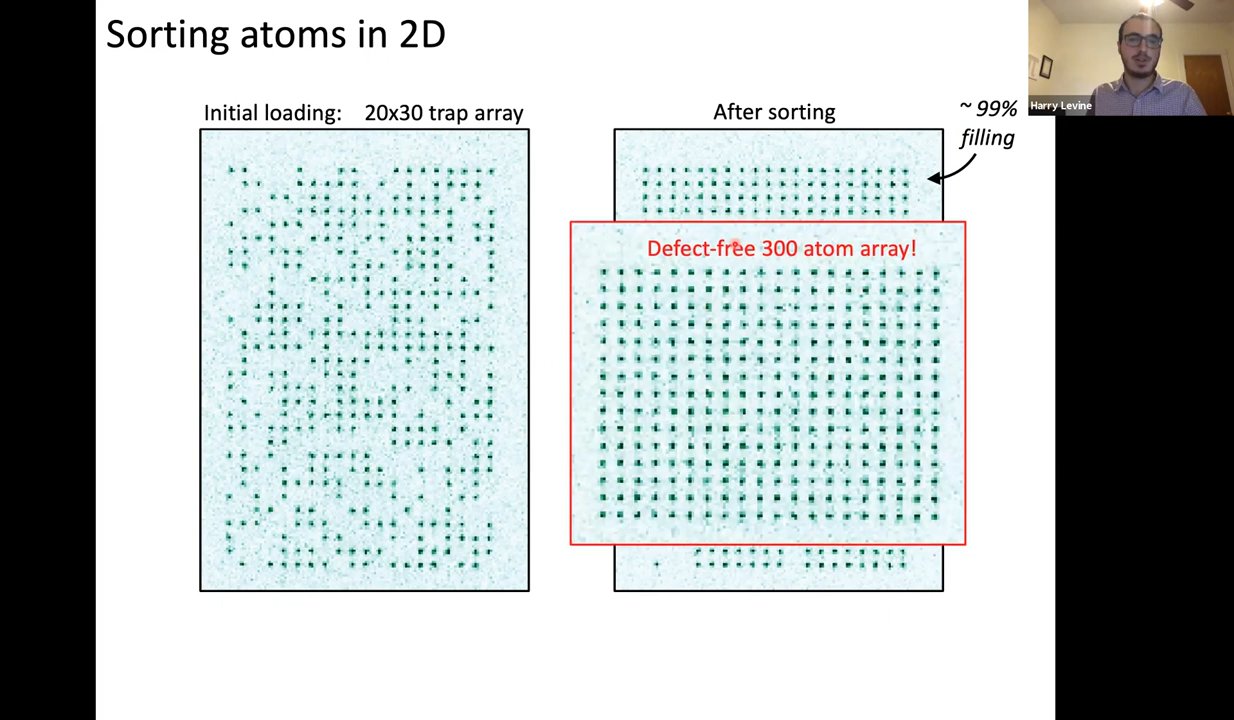 Sorting atoms in 2D
Initial loading: 20x30 trap array
After sorting
~ 99%
filling
Harry Levine
Defect-free 300 atom array!